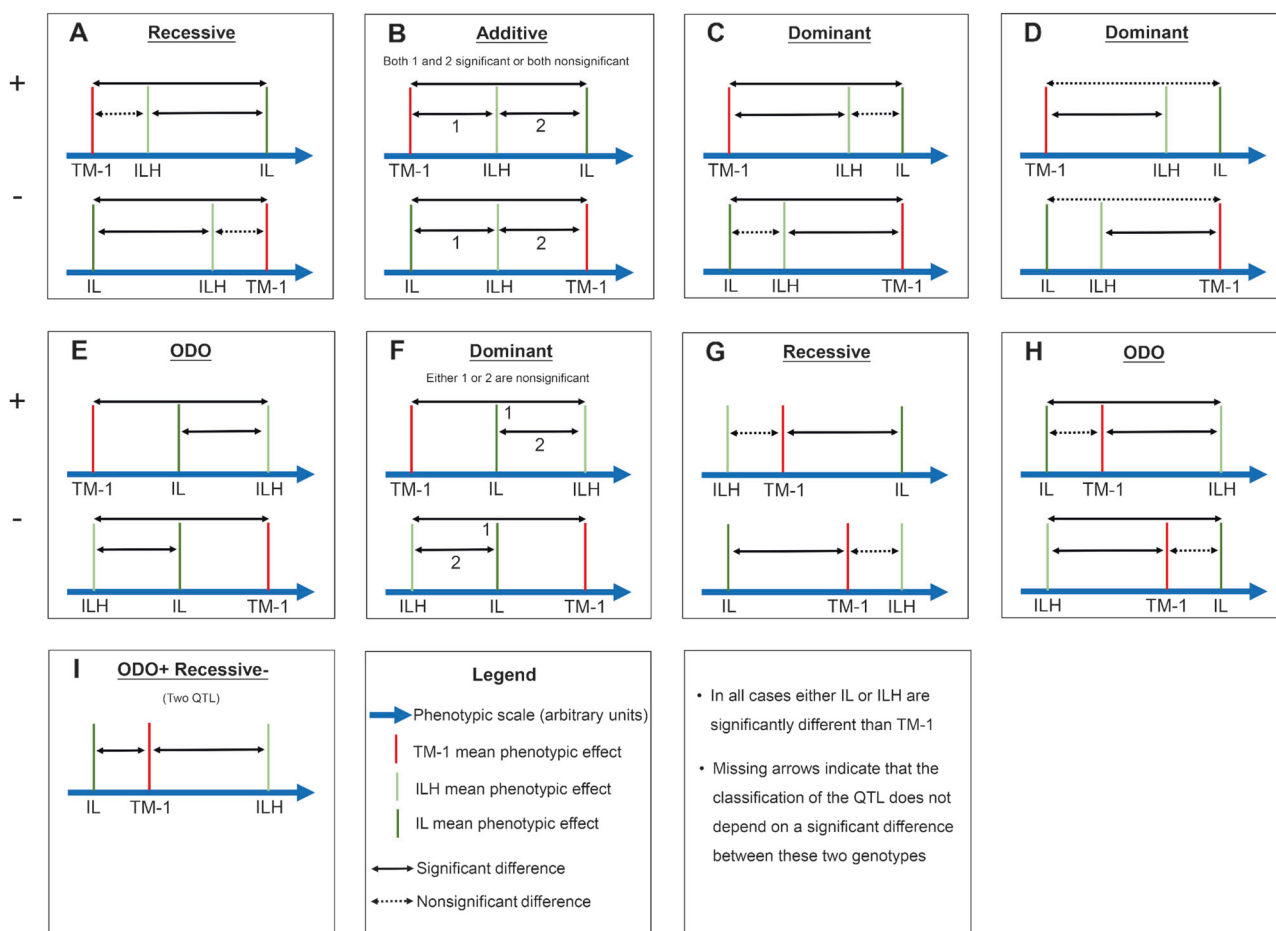 A
Recessive
+
TM-1 ILH IL
-
IL ILH TM-1
B
Additive
Both 1 and 2 significant or both nonsignificant
1 2
TM-1 ILH IL
1 2
IL ILH TM-1
C
Dominant
TM-1 ILH IL
IL ILH TM-1
D
Dominant
TM-1 ILH IL
IL ILH TM-1
E
ODO
+
TM-1 IL ILH
-
ILH IL TM-1
F
Dominant
Either 1 or 2 are nonsignificant
1
2
TM-1 IL ILH
1
2
ILH IL TM-1
G
Recessive
ILH TM-1 IL
IL TM-1 ILH
H
ODO
IL TM-1 ILH
ILH TM-1 IL
I
ODO+ Recessive-
(Two QTL)
IL TM-1 ILH
Legend
Phenotypic scale (arbitrary units)
TM-1 mean phenotypic effect
ILH mean phenotypic effect
IL mean phenotypic effect
Significant difference
Nonsignificant difference
• In all cases either IL or ILH are
significantly different than TM-1
• Missing arrows indicate that the
classification of the QTL does not
depend on a significant difference
between these two genotypes